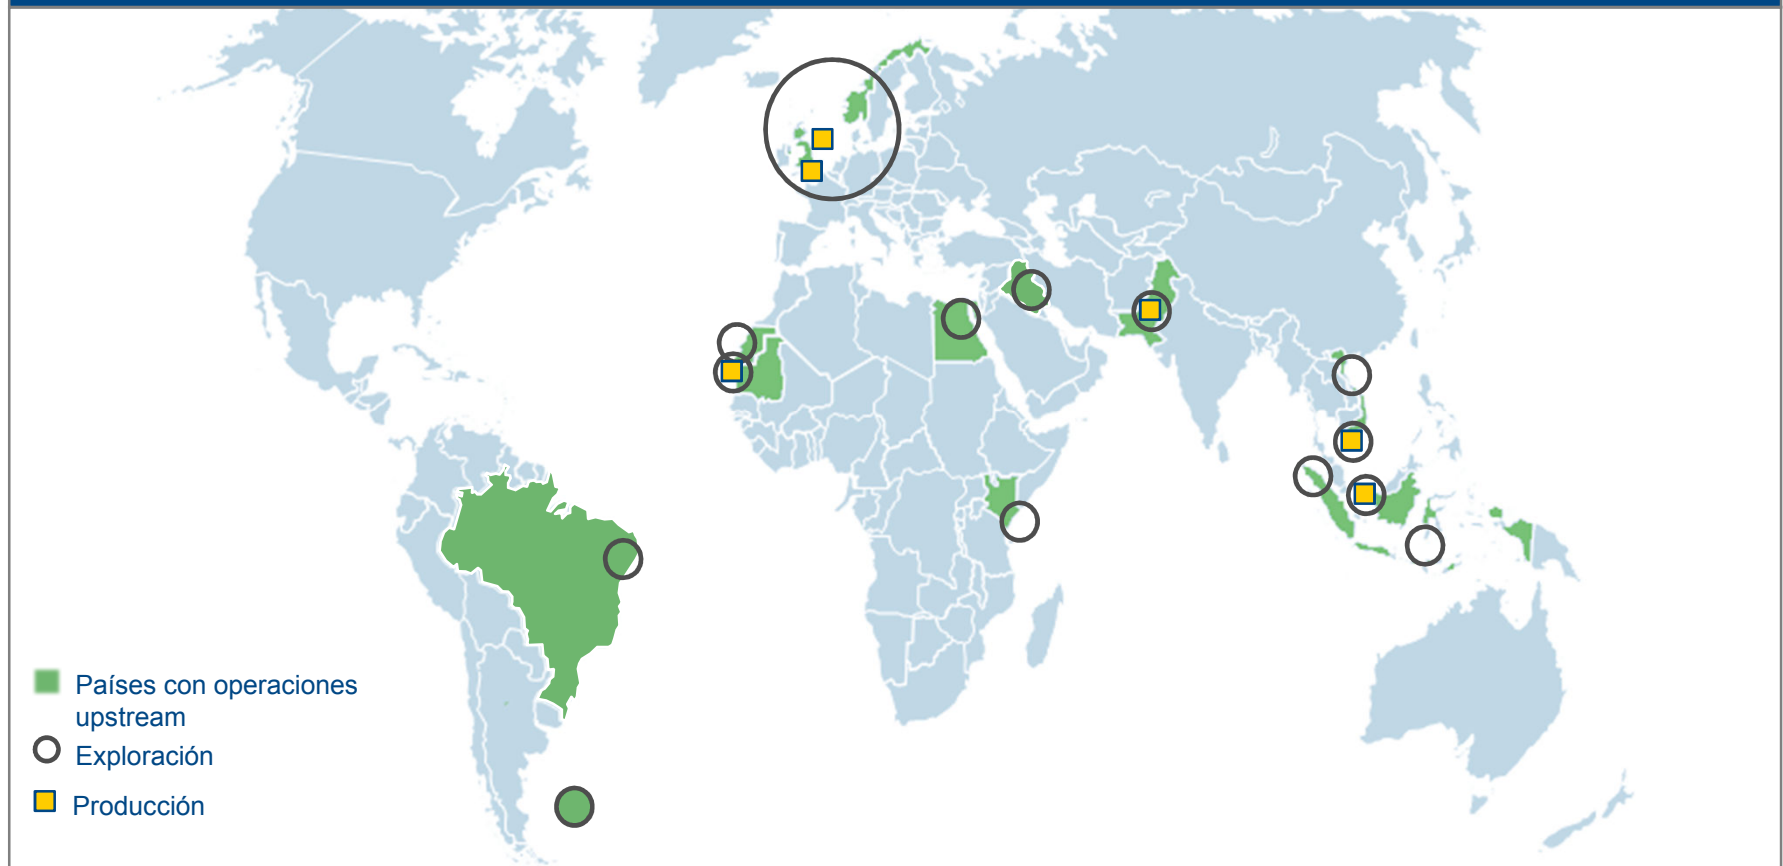 Países con operaciones
upstream
Exploración
Producción